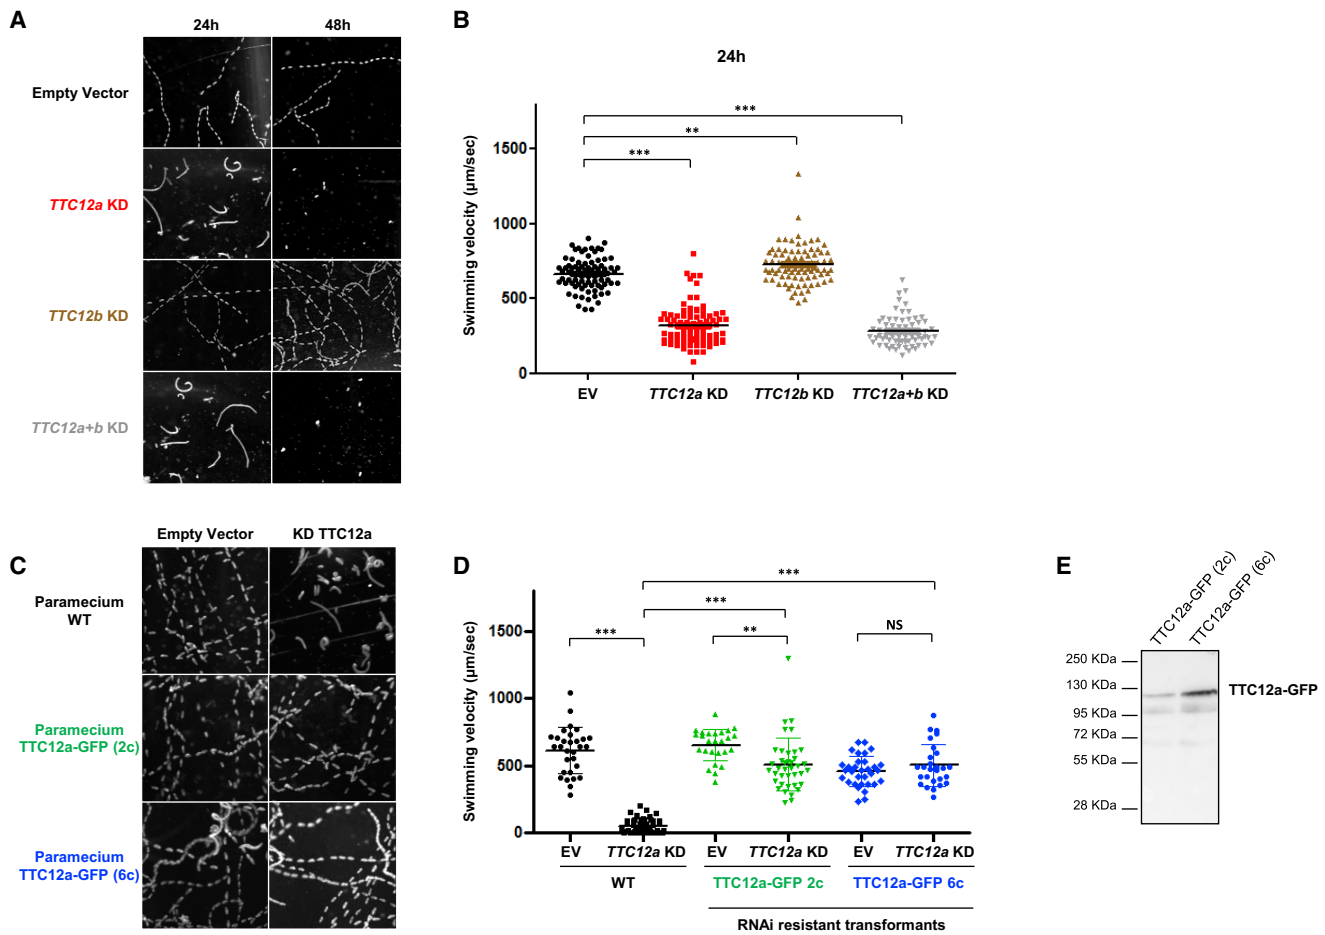 A
24h
48h
Empty Vector
TTC12a KD
TTC12b KD
TTC12a+b KD
B
24h
Swimming velocity (µm/sec)
1500
1000
500
0
***
**
***
EV
TTC12a KD
TTC12b KD
TTC12a+b KD
C
Empty Vector
KD TTC12a
Paramecium
WT
Paramecium
TTC12a-GFP (2c)
Paramecium
TTC12a-GFP (6c)
D
Swimming velocity (µm/sec)
1500
1000
500
0
***
***
***
**
NS
EV
TTC12a KD
EV
TTC12a KD
EV
TTC12a KD
WT
TTC12a-GFP 2c
TTC12a-GFP 6c
RNAi resistant transformants
E
TTC12a-GFP (2c)
TTC12a-GFP (6c)
250 KDa
130 KDa
95 KDa
72 KDa
55 KDa
28 KDa
TTC12a-GFP